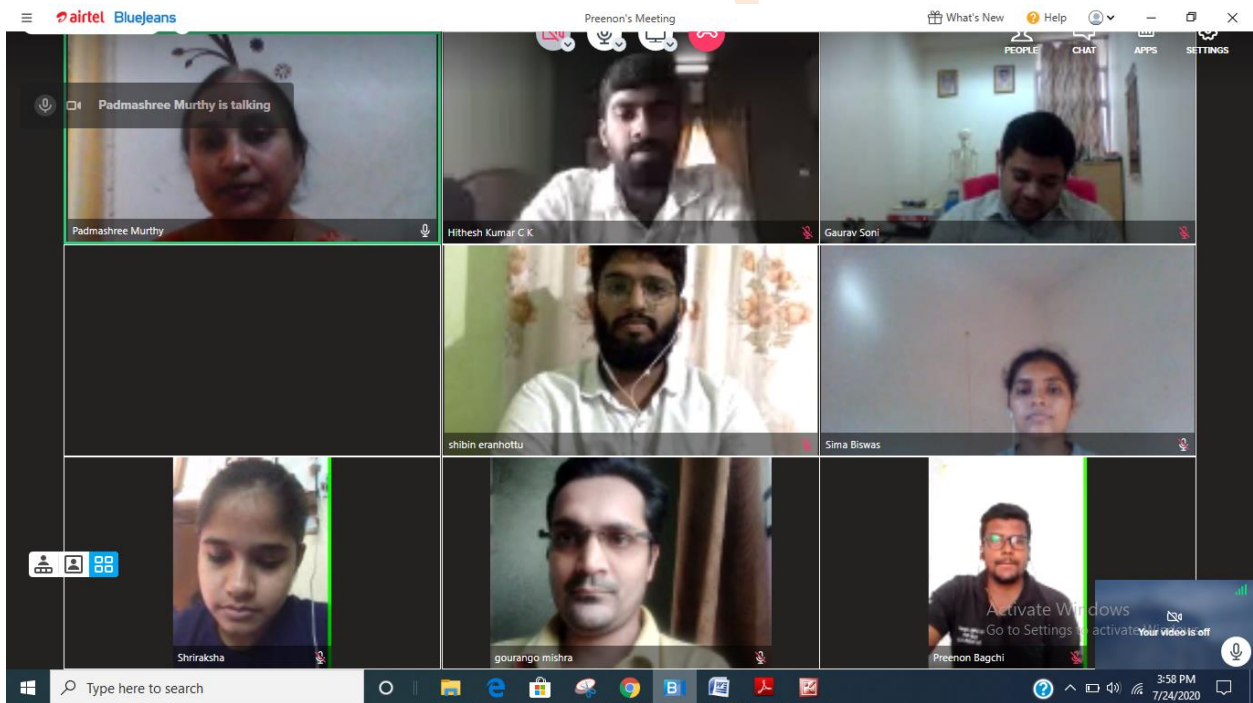 airtel BlueJeans
Preenon's Meeting
What's New
Help
PEOPLE
CHAT
APPS
SETTINGS
Padmashree Murthy is talking
Padmashree Murthy
Hithesh Kumar C K
Gaurav Soni
shibin eranhottu
Sima Biswas
Shriraksha
gourango mishra
Preenon Bagchi
Activate Windows
Go to Settings to activate Windows.
Your video is off
Type here to search
3:58 PM
7/24/2020